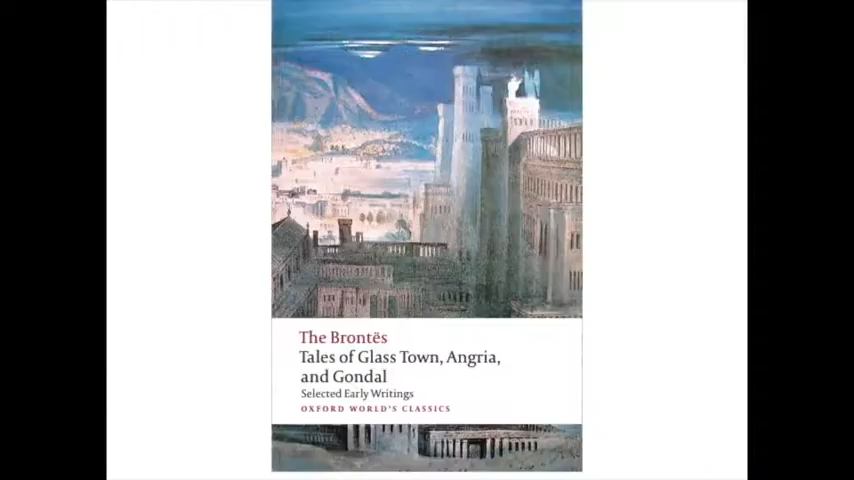 The Brontës
Tales of Glass Town, Angria,
and Gondal
Selected Early Writings
OXFORD WORLD'S CLASSICS